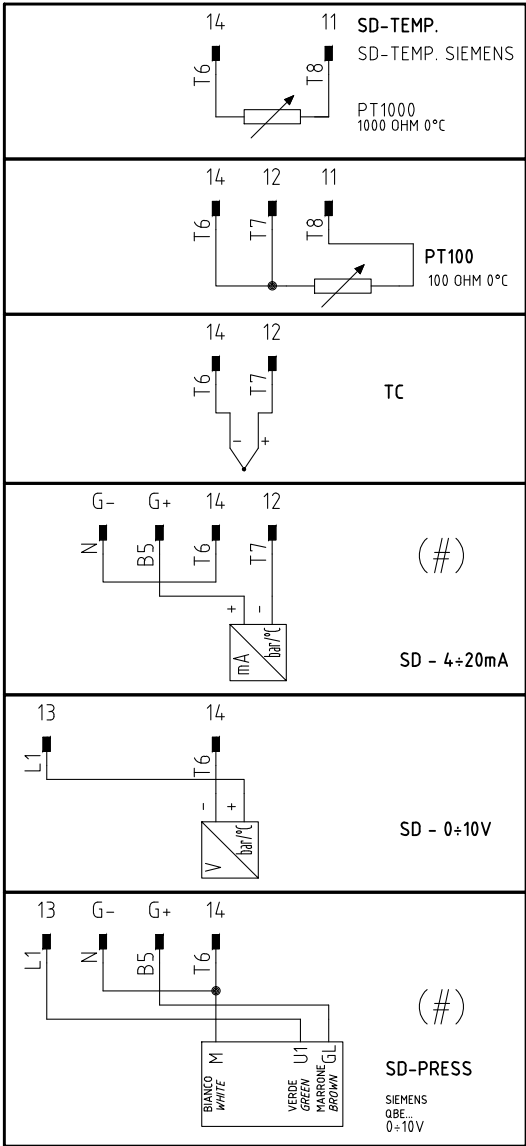 14 11 SD-TEMP.
SD-TEMP. SIEMENS
T6 T8
PT1000
1000 OHM 0°C
14 12 11
T6 T7 T8
PT100
100 OHM 0°C
14 12
T6 T7
TC
- +
G- G+ 14 12
N B5 T6 T7
(#)
+ -
mA bar/°C
SD - 4÷20mA
13 14
L1 T6
- +
V bar/°C
SD - 0÷10V
13 G- G+ 14
L1 N B5 T6
(#)
M U1 GL
BIANCO
WHITE
VERDE
GREEN
MARRONE
BROWN
SD-PRESS
SIEMENS
QBE...
0÷10V